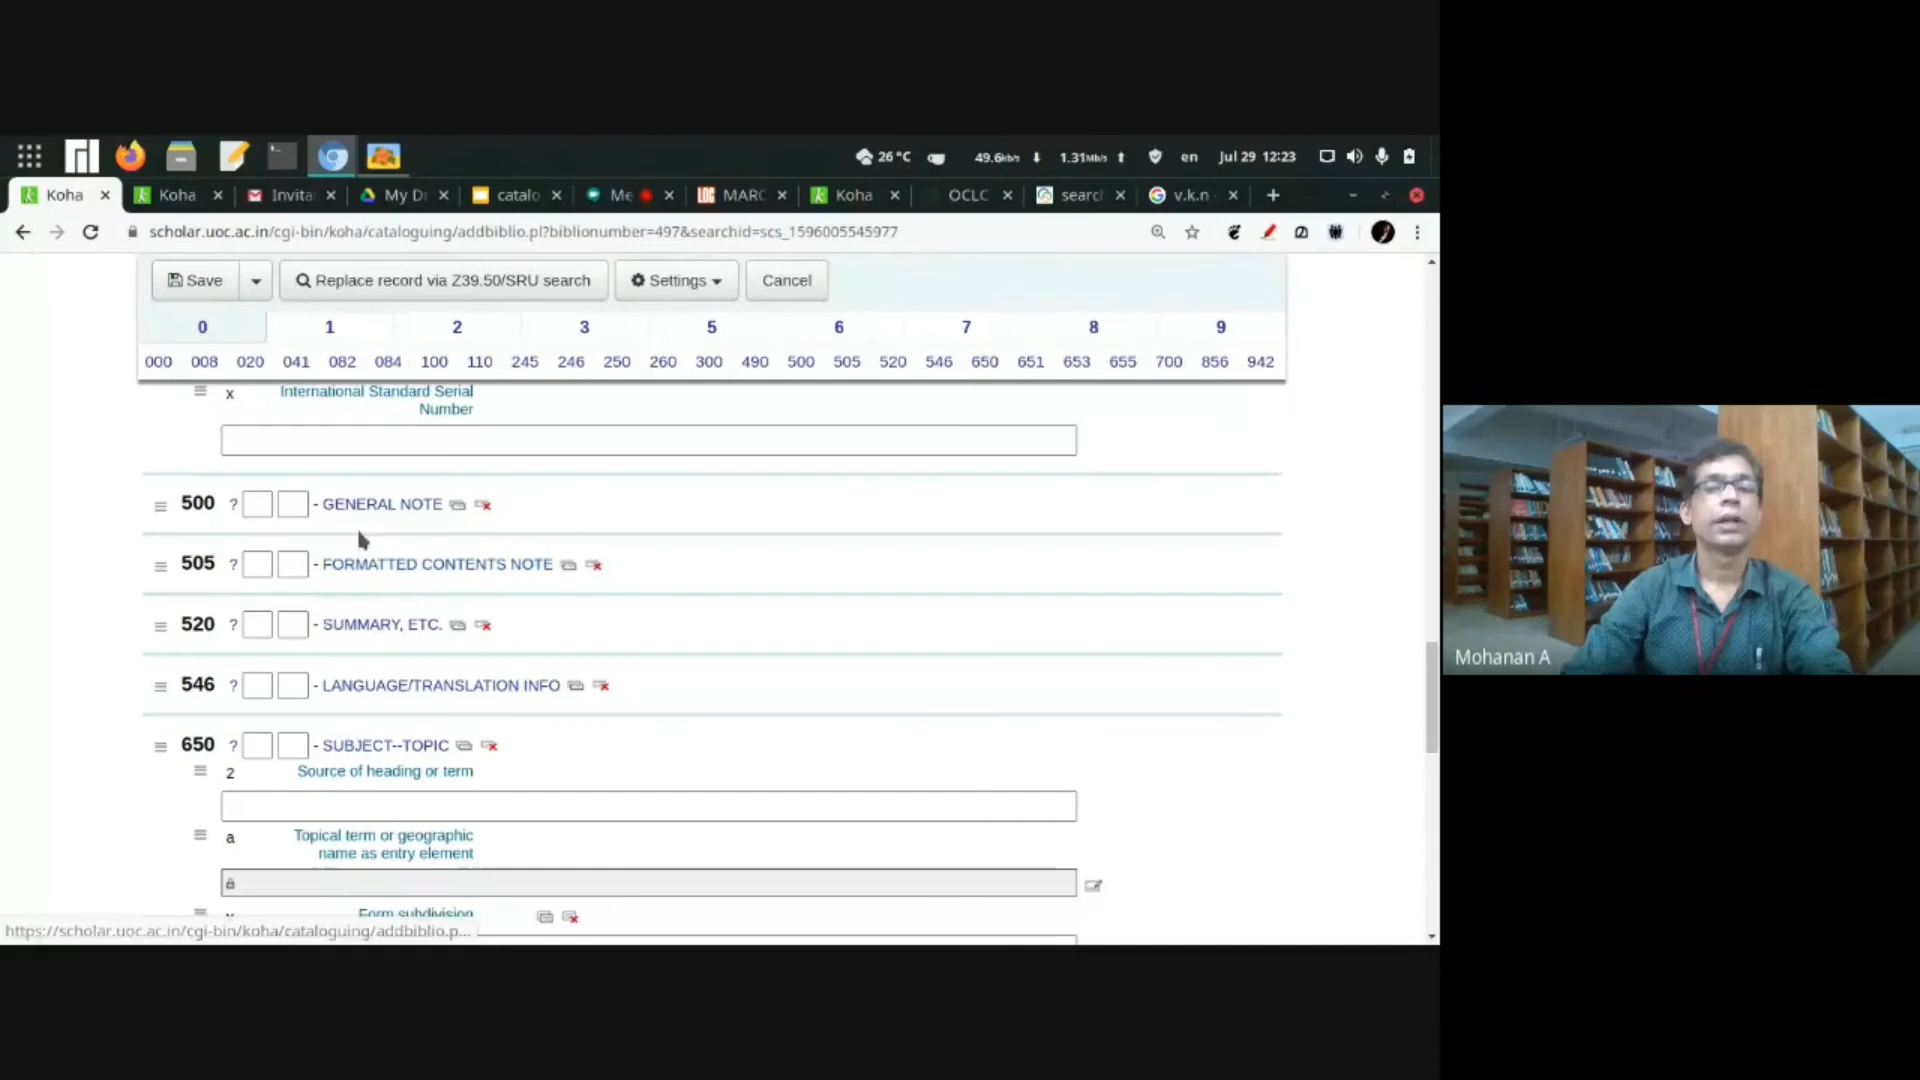 26 °C 49.6kb/s 1.31Mb/s en Jul 29 12:23
Koha Koha Invita My Dr catalo Me MARC Koha OCLC search v.k.n
scholar.uoc.ac.in/cgi-bin/koha/cataloguing/addbiblio.pl?biblionumber=497&searchid=scs_1596005545977
Save Replace record via Z39.50/SRU search Settings Cancel
0 1 2 3 5 6 7 8 9
000 008 020 041 082 084 100 110 245 246 250 260 300 490 500 505 520 546 650 651 653 655 700 856 942
x International Standard Serial
Number
500 ? - GENERAL NOTE
505 ? - FORMATTED CONTENTS NOTE
520 ? - SUMMARY, ETC.
546 ? - LANGUAGE/TRANSLATION INFO
650 ? - SUBJECT--TOPIC
2 Source of heading or term
a Topical term or geographic
name as entry element
Form subdivision
https://scholar.uoc.ac.in/cgi-bin/koha/cataloguing/addbiblio.p...
Mohanan A